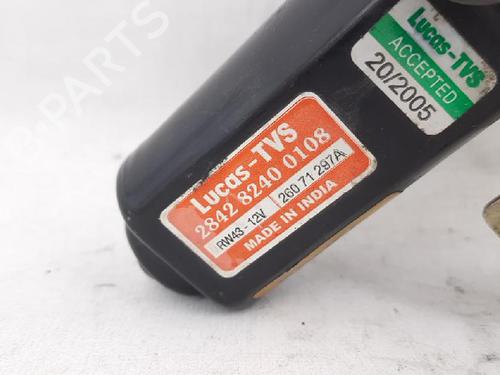 Lucas-TVS
ACCEPTED
20/2005
Lucas-TVS
2842 8240 0108
RW43-12V 260 71 297A
MADE IN INDIA
B-Parts